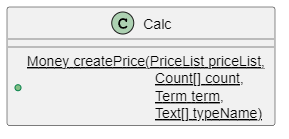 C Calc
Money createPrice(PriceList priceList,
Count[] count,
Term term,
Text[] typeName)